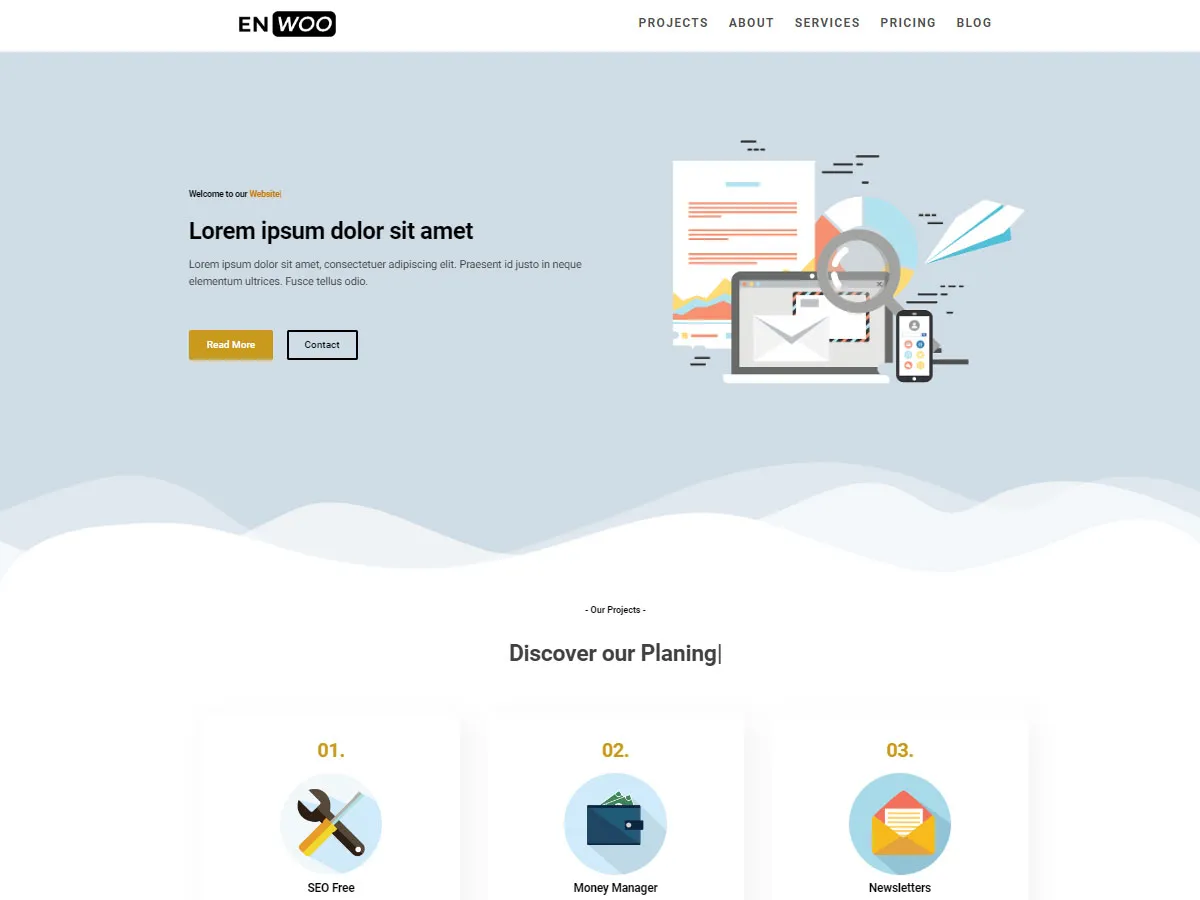 EN WOO
PROJECTS ABOUT SERVICES PRICING BLOG
Welcome to our Website|
Lorem ipsum dolor sit amet
Lorem ipsum dolor sit amet, consectetuer adipiscing elit. Praesent id justo in neque
elementum ultrices. Fusce tellus odio.
Read More Contact
- Our Projects -
Discover our Planing|
01. 02. 03.
SEO Free Money Manager Newsletters